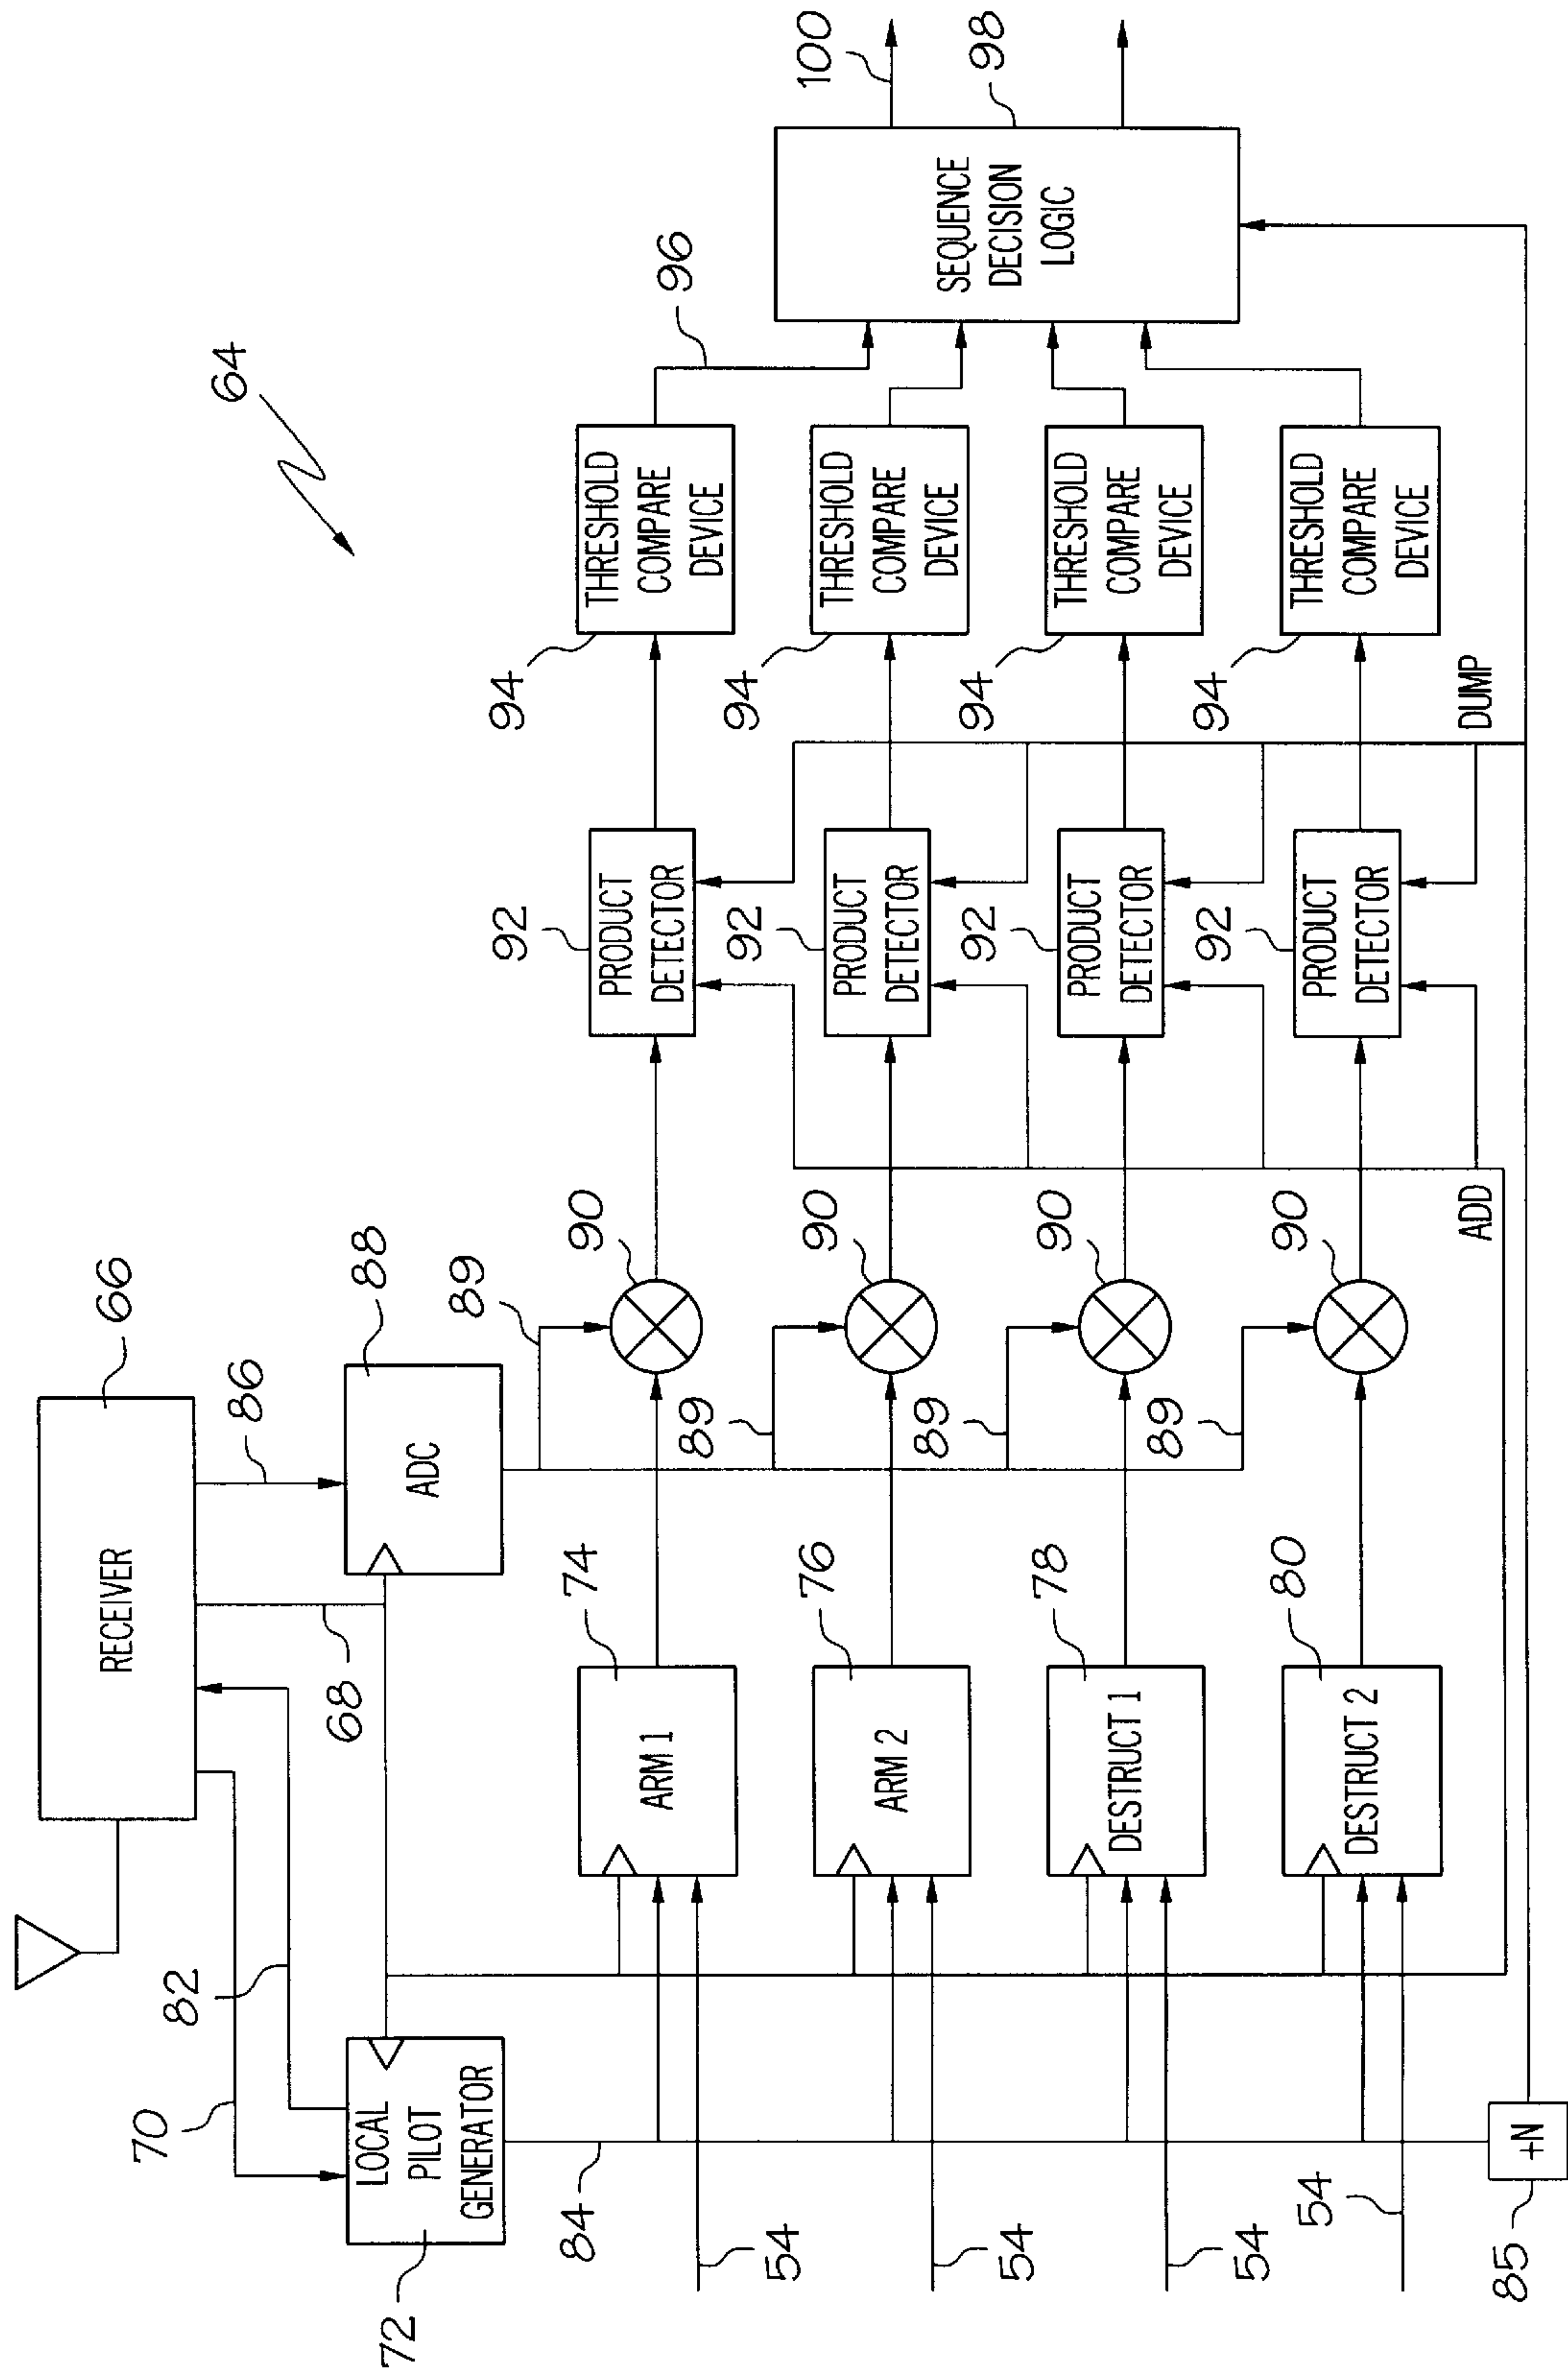 64
66
RECEIVER
70
82
68
86
72
LOCAL
PILOT
GENERATOR
88
ADC
84
89
89
89
89
54
54
54
54
74
ARM 1
76
ARM 2
78
DESTRUCT 1
80
DESTRUCT 2
90
90
90
90
92
PRODUCT
DETECTOR
92
PRODUCT
DETECTOR
92
PRODUCT
DETECTOR
92
PRODUCT
DETECTOR
94
THRESHOLD
COMPARE
DEVICE
94
THRESHOLD
COMPARE
DEVICE
94
THRESHOLD
COMPARE
DEVICE
94
THRESHOLD
COMPARE
DEVICE
96
SEQUENCE
DECISION
LOGIC
98
100
ADD
DUMP
85
+N